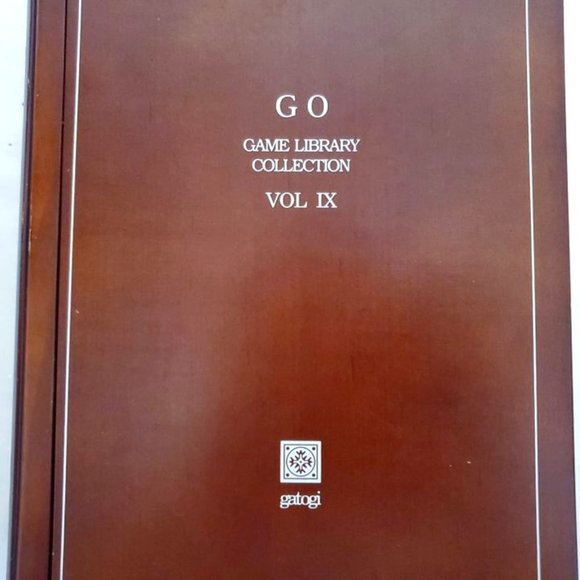 GO
GAME LIBRARY
COLLECTION
VOL IX
gatogi